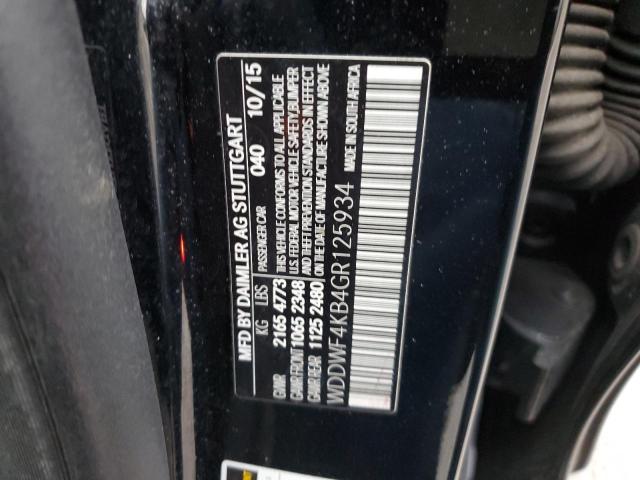 MFD BY DAIMLER AG STUTTGART
KG LBS PASSENGER CAR 040 10/15
GVWR 2165 4773 THIS VEHICLE CONFORMS TO ALL APPLICABLE
GAWR FRONT 1065 2348 U.S. FEDERAL MOTOR VEHICLE SAFETY, BUMPER
GAWR REAR 1125 2480 AND THEFT PREVENTION STANDARDS IN EFFECT
ON THE DATE OF MANUFACTURE SHOWN ABOVE
WDDWF4KB4GR125934 MADE IN SOUTH AFRICA